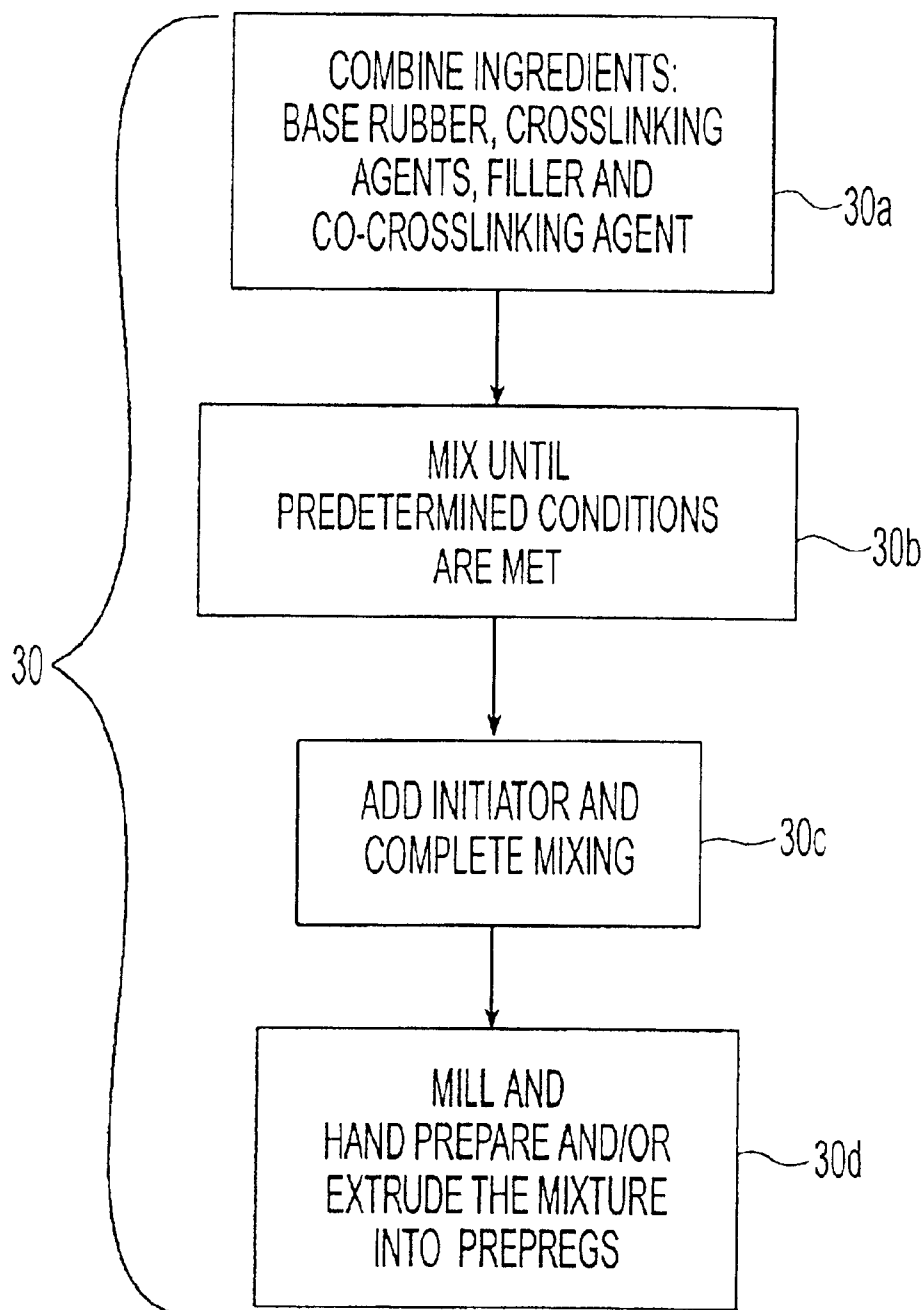 COMBINE INGREDIENTS:
BASE RUBBER, CROSSLINKING
AGENTS, FILLER AND
CO-CROSSLINKING AGENT
30a
MIX UNTIL
PREDETERMINED CONDITIONS
ARE MET
30b
30
ADD INITIATOR AND
COMPLETE MIXING
30c
MILL AND
HAND PREPARE AND/OR
EXTRUDE THE MIXTURE
INTO PREPREGS
30d